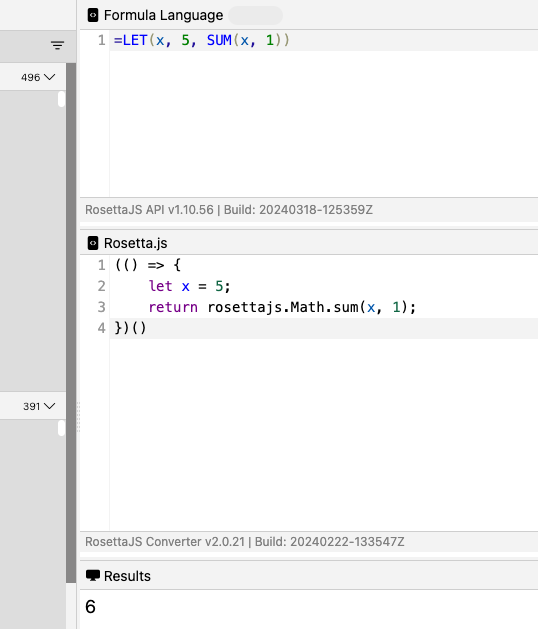 Formula Language
1 =LET(x, 5, SUM(x, 1))
496
RosettaJS API v1.10.56 | Build: 20240318-125359Z
Rosetta.js
1 (() => {
2     let x = 5;
3     return rosettajs.Math.sum(x, 1);
4 })()
391
RosettaJS Converter v2.0.21 | Build: 20240222-133547Z
Results
6